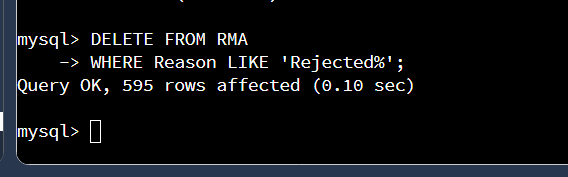 mysql> DELETE FROM RMA
    -> WHERE Reason LIKE 'Rejected%';
Query OK, 595 rows affected (0.10 sec)
mysql>